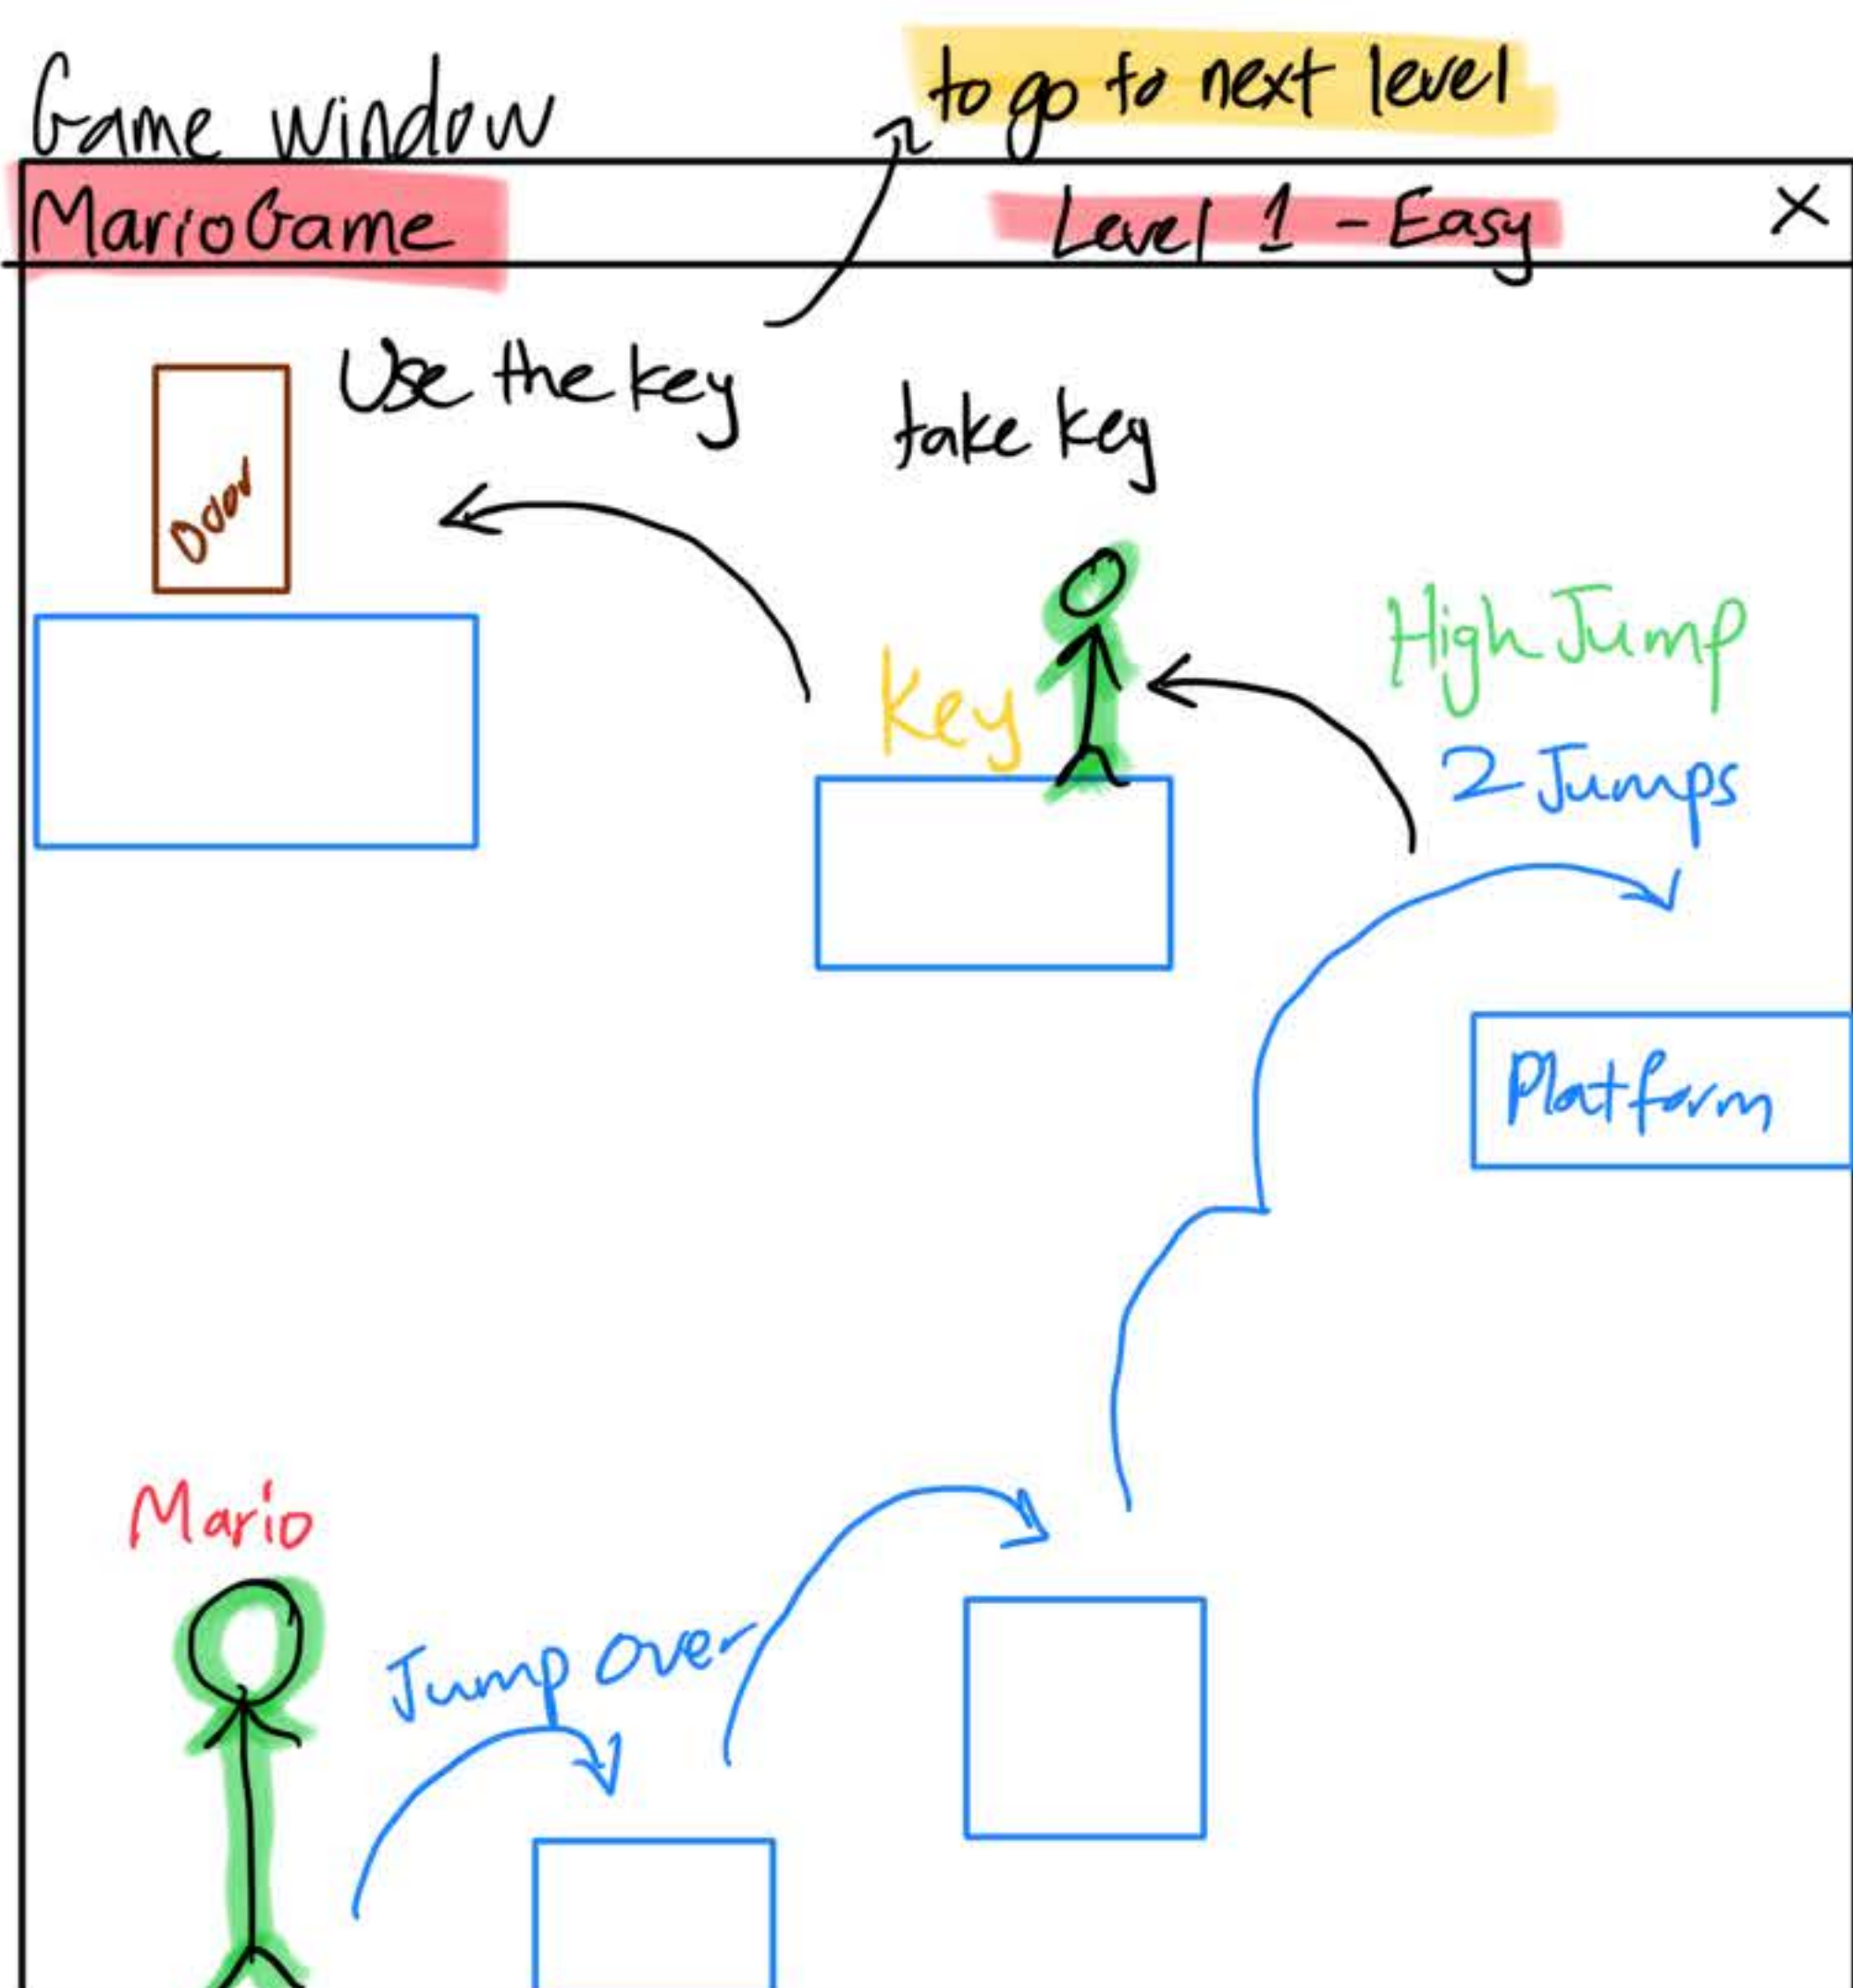 Game window
to go to next level
MarioGame
Level 1 - Easy
X
Use the key
take key
Door
Key
High Jump
2 Jumps
Platform
Mario
Jump over